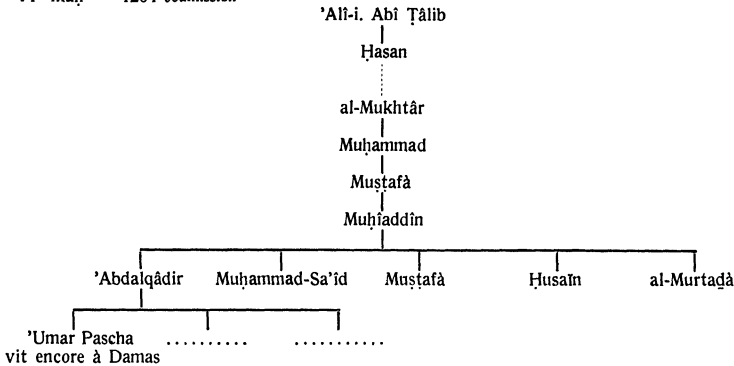 'Alî-i. Abî Ṭâlib
Ḥasan
al-Mukhtâr
Muḥammad
Muṣṭafà
Muḥîaddîn
'Abdalqâdir Muḥammad-Sa'îd Muṣṭafà Ḥusaïn al-Murtaḍà
'Umar Pascha .......... ...........
vit encore à Damas